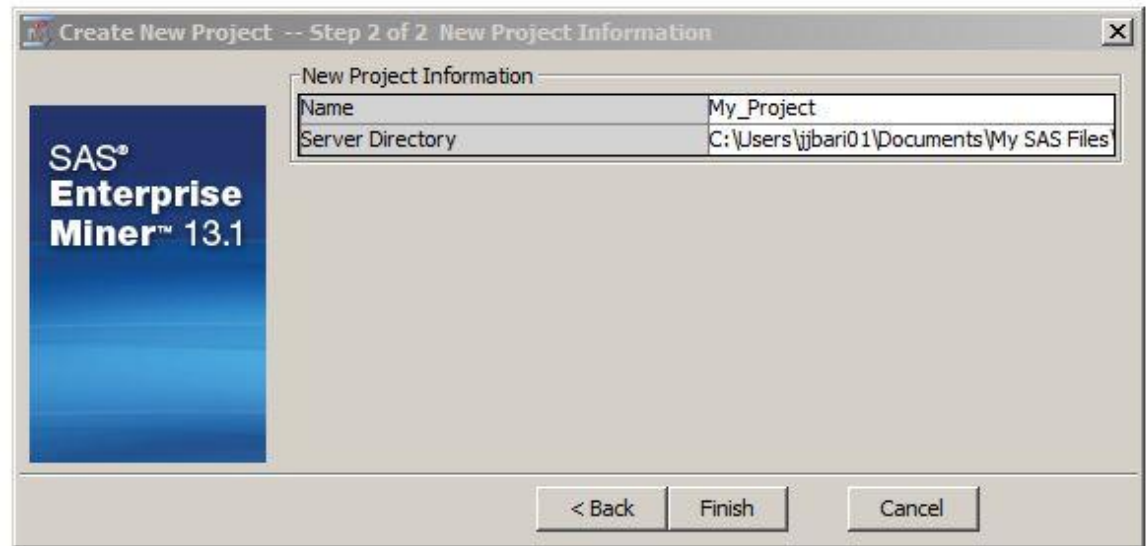 Create New Project -- Step 2 of 2 New Project Information
New Project Information
Name My_Project
Server Directory C:\Users\jjbari01\Documents\My SAS Files\
SAS®
Enterprise
Miner™ 13.1
< Back Finish Cancel